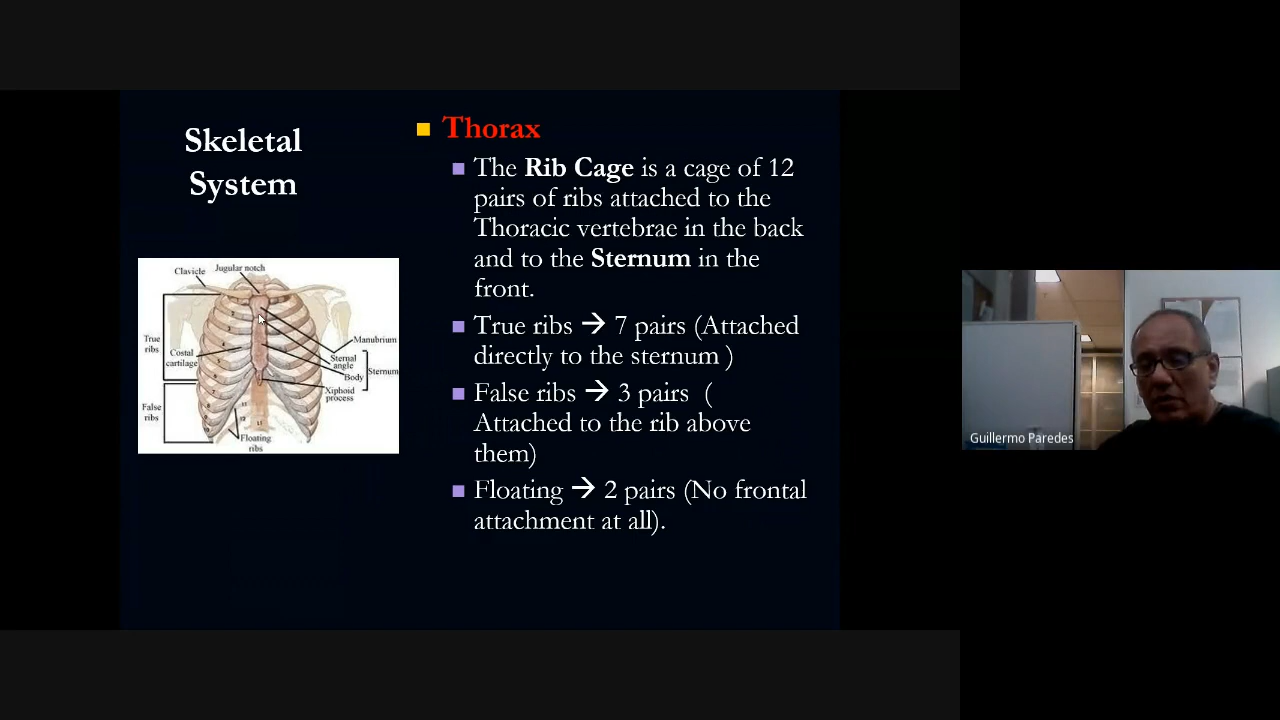 Skeletal
System
■ Thorax
■ The Rib Cage is a cage of 12
pairs of ribs attached to the
Thoracic vertebrae in the back
and to the Sternum in the
front.
■ True ribs → 7 pairs (Attached
directly to the sternum )
■ False ribs → 3 pairs (
Attached to the rib above
them)
■ Floating → 2 pairs (No frontal
attachment at all).
Clavicle
Jugular notch
True
ribs
Costal
cartilage
Manubrium
Sternal
angle
Sternum
Body
Xiphoid
process
False
ribs
Floating
ribs
Guillermo Paredes